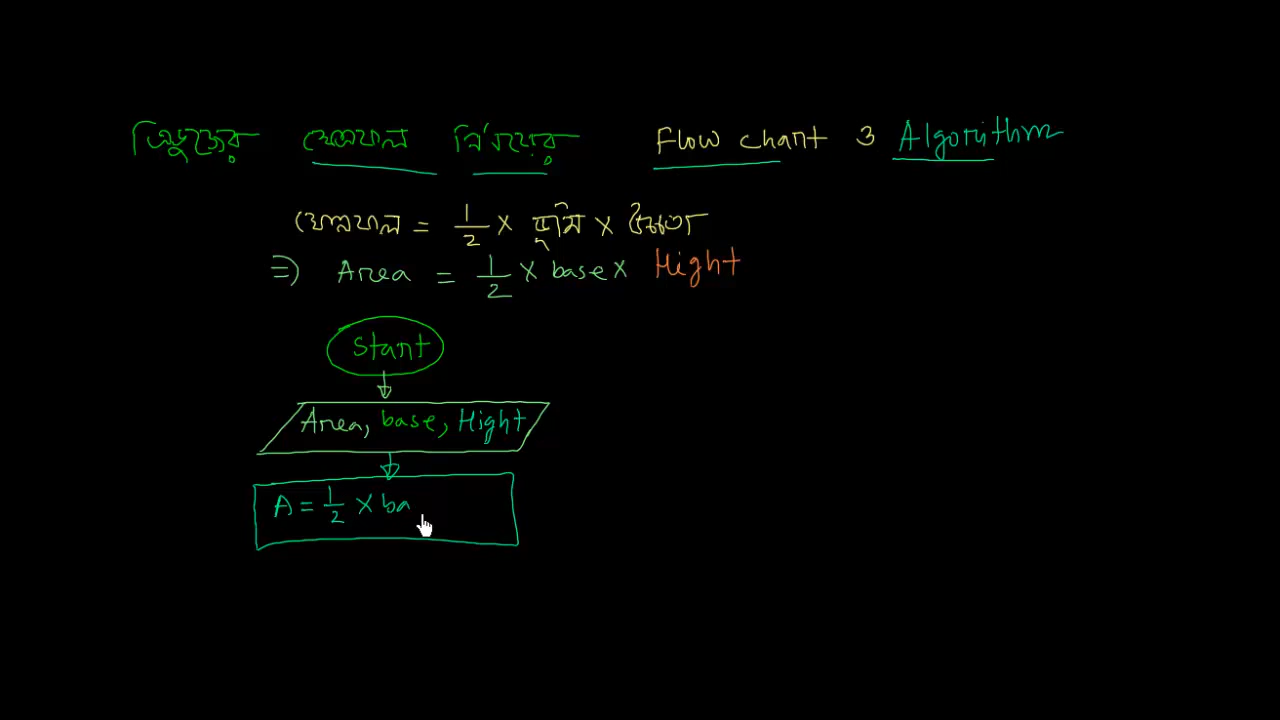 ত্রিভুজের ক্ষেত্রফল নির্ণয়ের Flow chart ও Algorithm
ক্ষেত্রফল = 1/2 × ভূমি × উচ্চতা
⇒ Area = 1/2 × base × Hight
Start
Area, base, Hight
A = 1/2 × ba